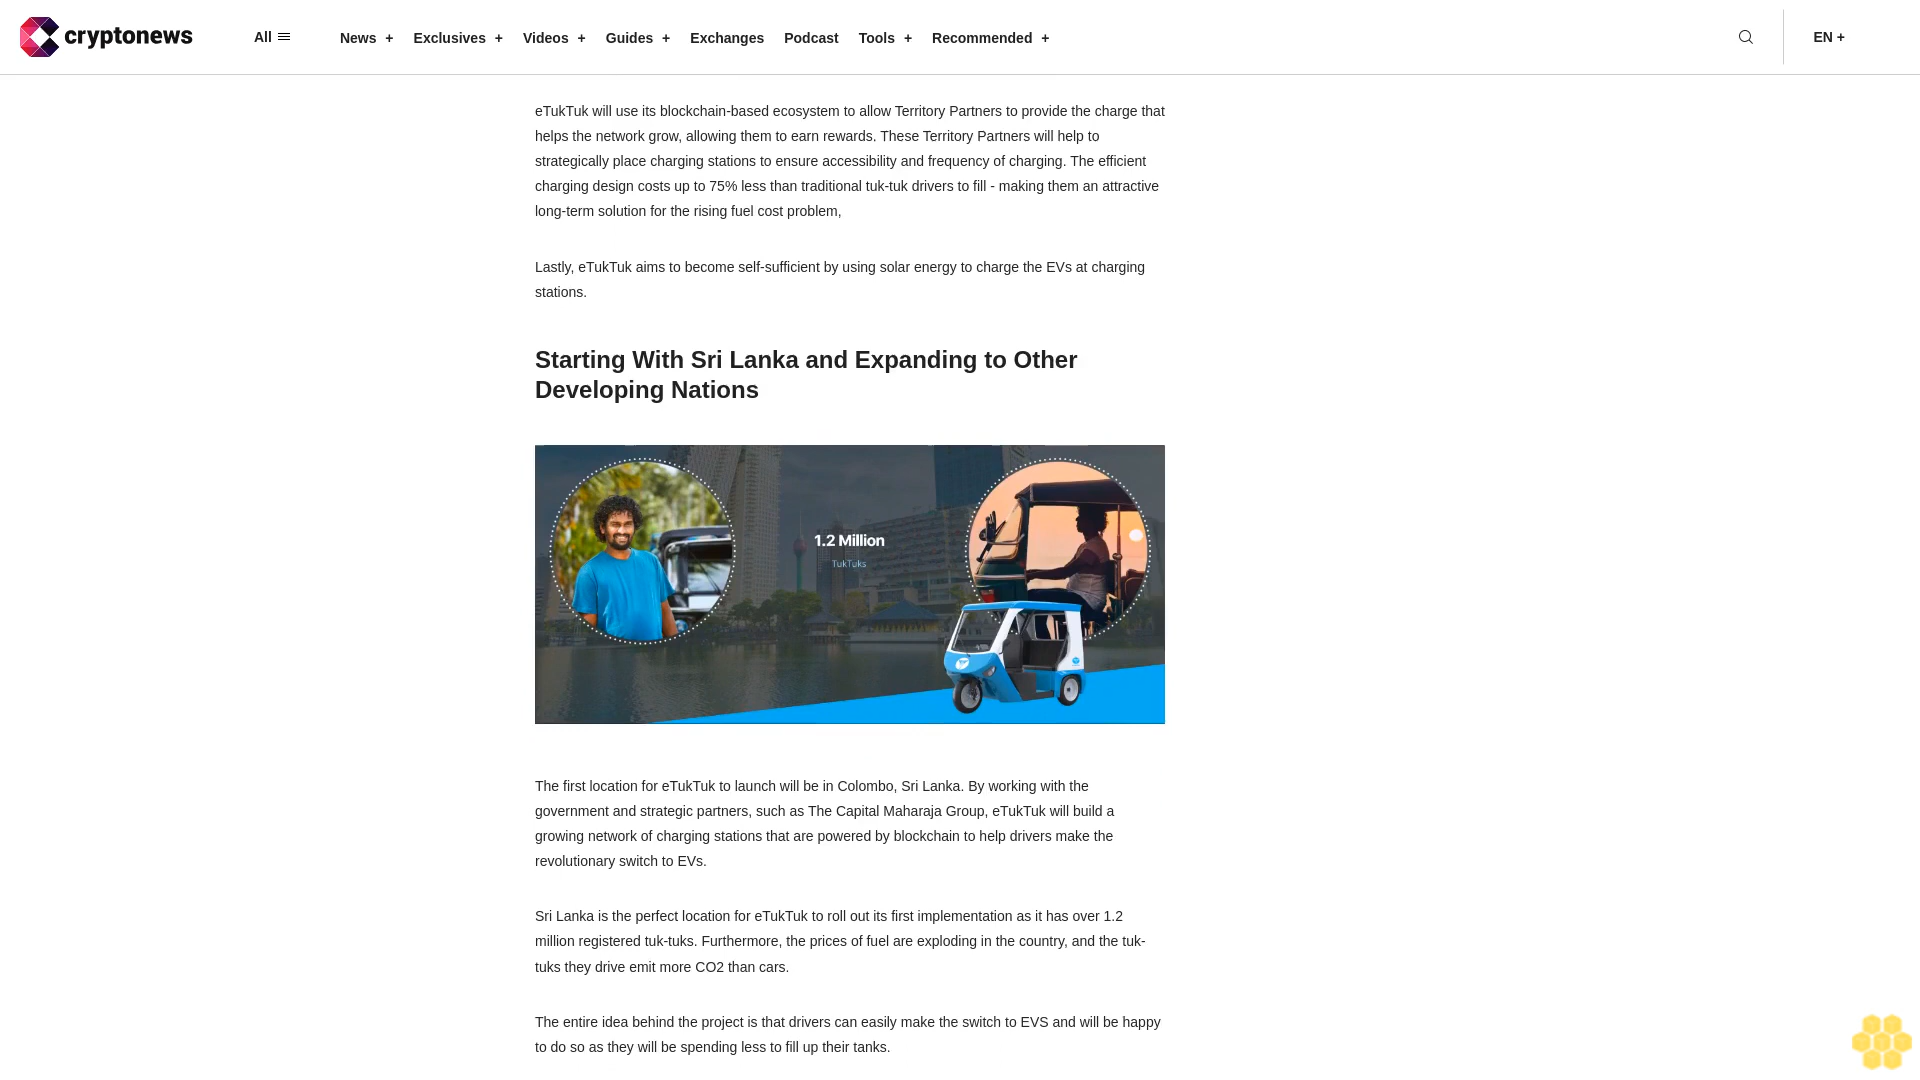 cryptonews
All
News +
Exclusives +
Videos +
Guides +
Exchanges
Podcast
Tools +
Recommended +
EN +
eTukTuk will use its blockchain-based ecosystem to allow Territory Partners to provide the charge that
helps the network grow, allowing them to earn rewards. These Territory Partners will help to
strategically place charging stations to ensure accessibility and frequency of charging. The efficient
charging design costs up to 75% less than traditional tuk-tuk drivers to fill - making them an attractive
long-term solution for the rising fuel cost problem,
Lastly, eTukTuk aims to become self-sufficient by using solar energy to charge the EVs at charging
stations.
Starting With Sri Lanka and Expanding to Other
Developing Nations
1.2 Million
TukTuks
The first location for eTukTuk to launch will be in Colombo, Sri Lanka. By working with the
government and strategic partners, such as The Capital Maharaja Group, eTukTuk will build a
growing network of charging stations that are powered by blockchain to help drivers make the
revolutionary switch to EVs.
Sri Lanka is the perfect location for eTukTuk to roll out its first implementation as it has over 1.2
million registered tuk-tuks. Furthermore, the prices of fuel are exploding in the country, and the tuk-
tuks they drive emit more CO2 than cars.
The entire idea behind the project is that drivers can easily make the switch to EVS and will be happy
to do so as they will be spending less to fill up their tanks.